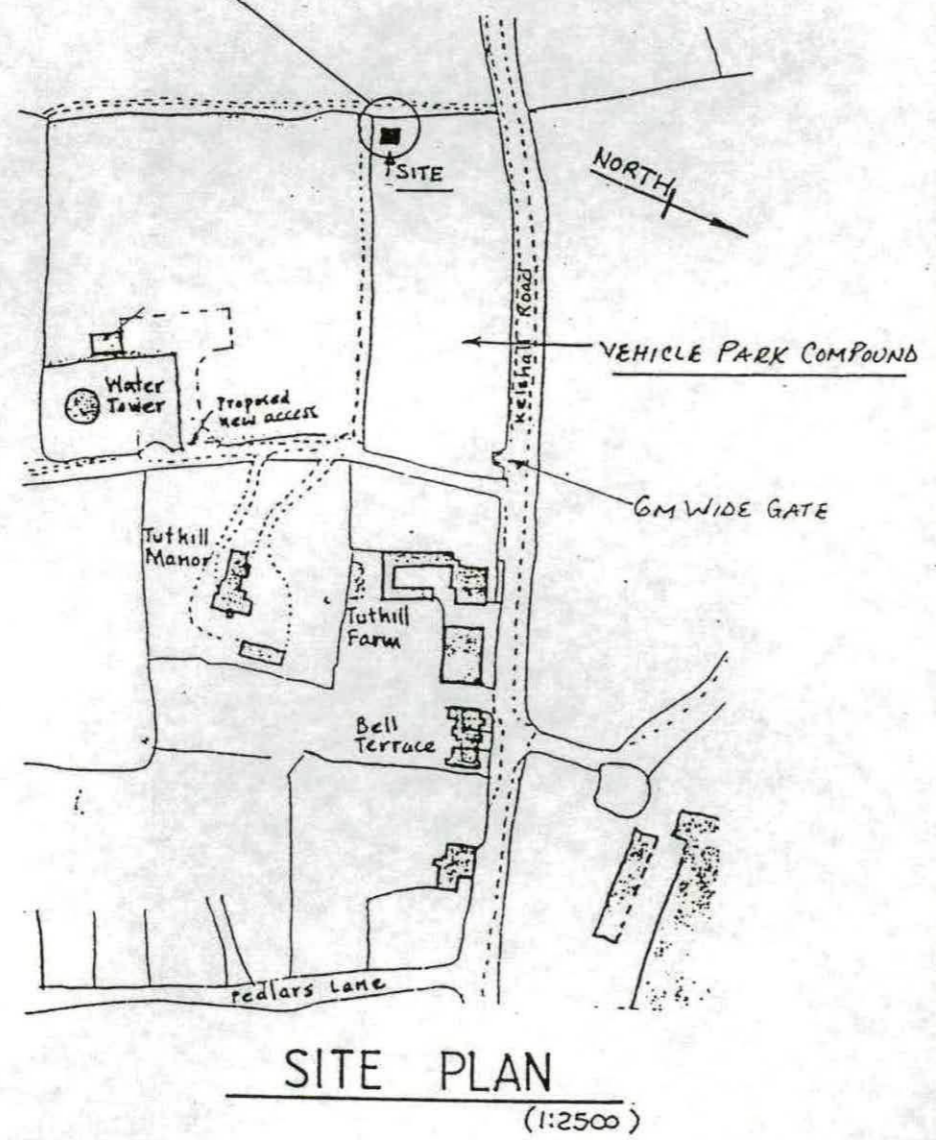 SITE
NORTH
Kelshall Road
VEHICLE PARK COMPOUND
Water
Tower
Proposed
new access
6M WIDE GATE
Tuthill
Manor
Tuthill
Farm
Bell
Terrace
Pedlars Lane
SITE PLAN
(1:2500)